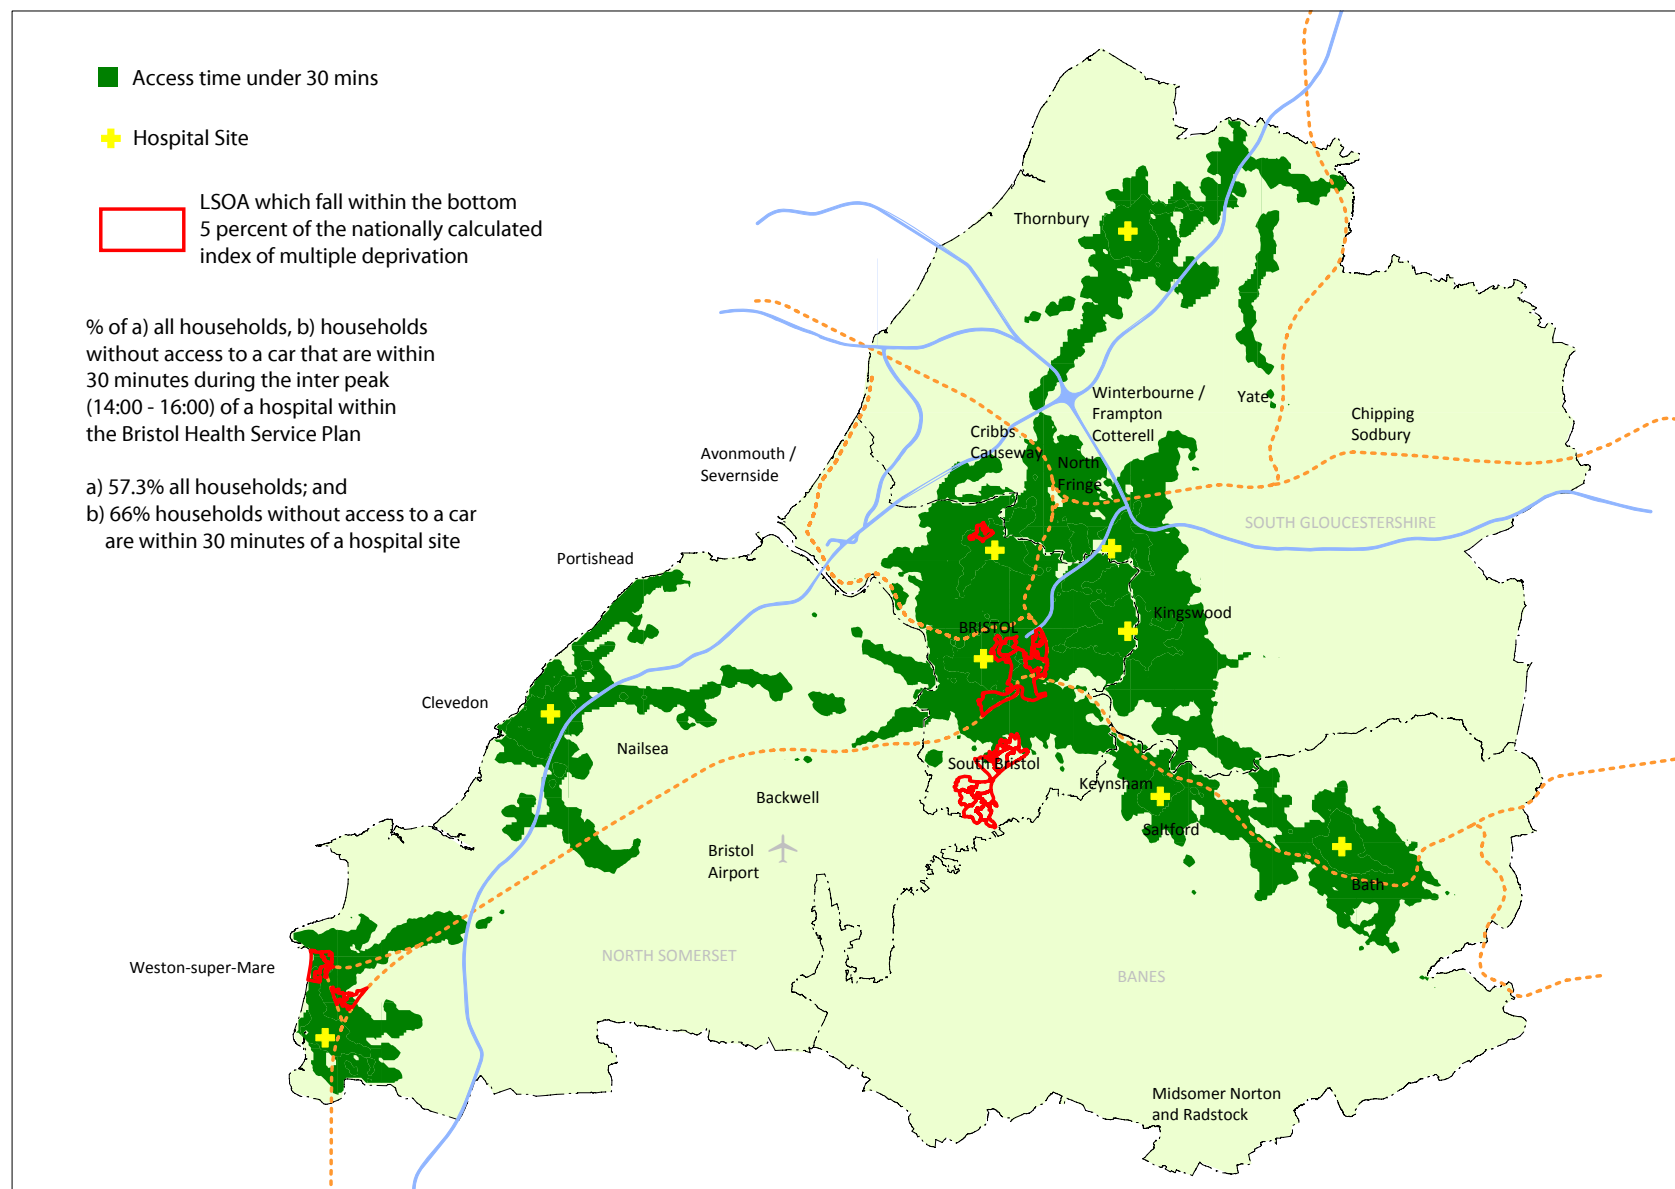 Access time under 30 mins
Hospital Site
LSOA which fall within the bottom
5 percent of the nationally calculated
index of multiple deprivation
% of a) all households, b) households
without access to a car that are within
30 minutes during the inter peak
(14:00 - 16:00) of a hospital within
the Bristol Health Service Plan
a) 57.3% all households; and
b) 66% households without access to a car
are within 30 minutes of a hospital site
Thornbury
Winterbourne /
Frampton
Cotterell
Yate
Chipping
Sodbury
Cribbs
Causeway
North
Fringe
Avonmouth /
Severnside
SOUTH GLOUCESTERSHIRE
Portishead
Kingswood
BRISTOL
Clevedon
Nailsea
South Bristol
Keynsham
Backwell
Saltford
Bristol
Airport
Bath
Weston-super-Mare
NORTH SOMERSET
BANES
Midsomer Norton
and Radstock